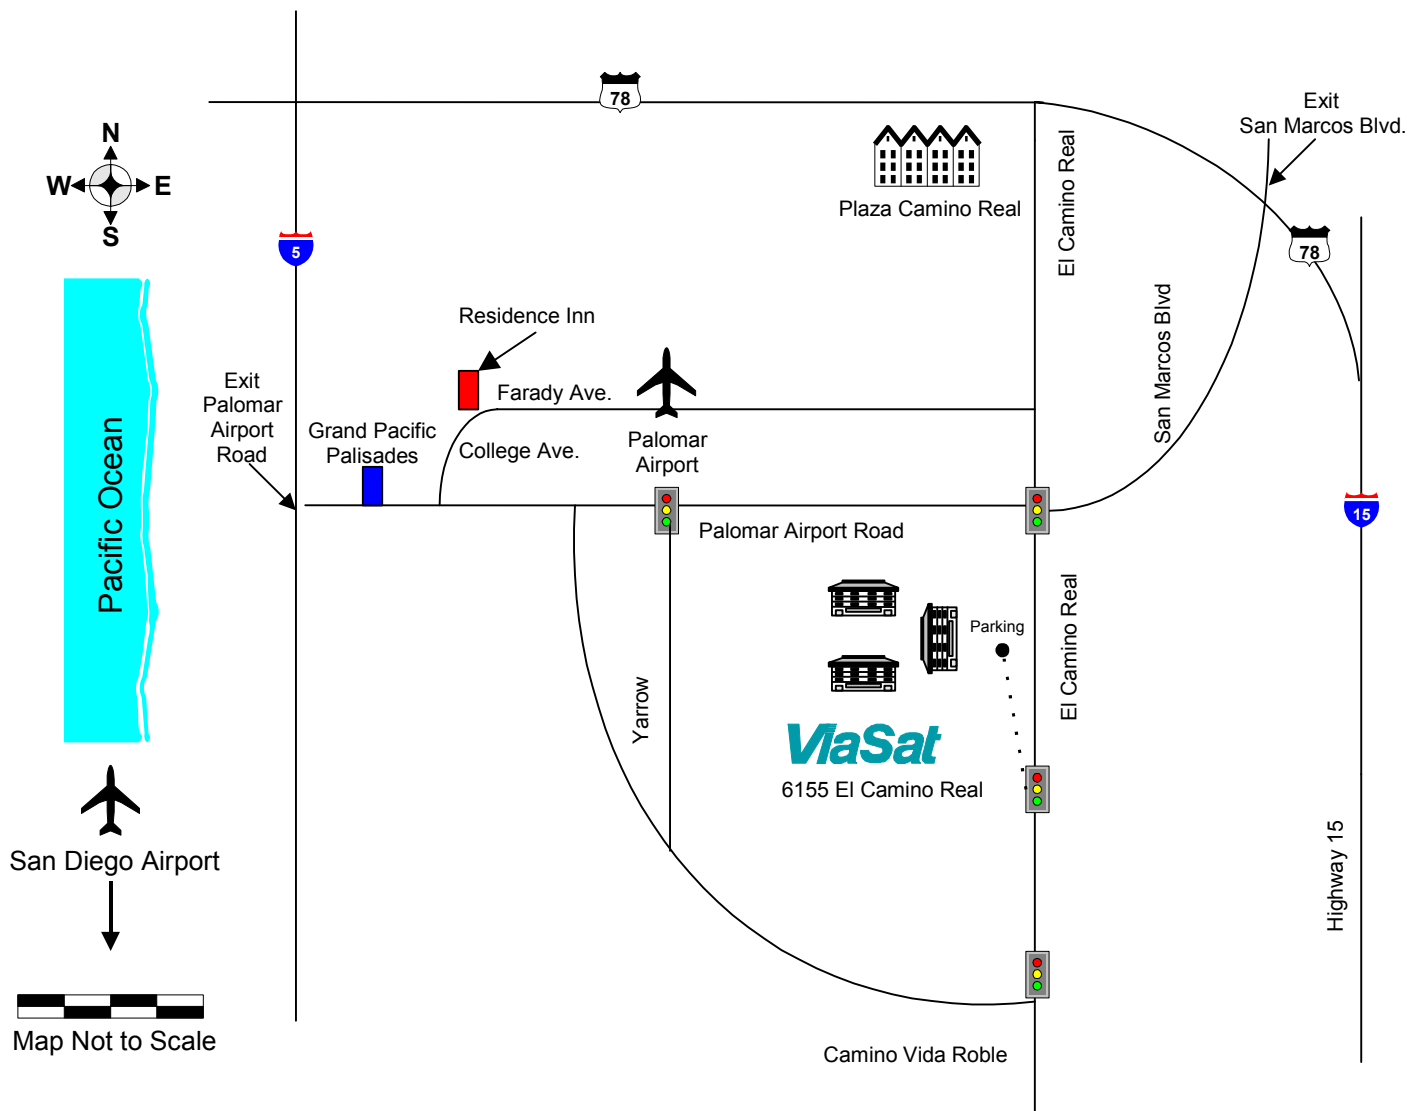 78
Exit
San Marcos Blvd.
N
W
E
S
El Camino Real
Plaza Camino Real
5
78
San Marcos Blvd
Residence Inn
Exit
Palomar
Airport
Road
Farady Ave.
Grand Pacific
Palisades
College Ave.
Palomar
Airport
Pacific Ocean
15
Palomar Airport Road
El Camino Real
Parking
Yarrow
ViaSat
6155 El Camino Real
San Diego Airport
Highway 15
Map Not to Scale
Camino Vida Roble